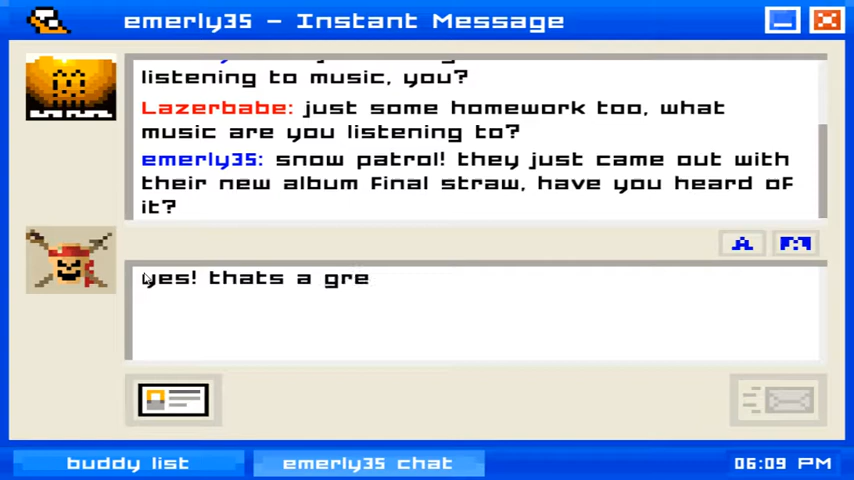 emerly35 - Instant Message
listening to music, you?
Lazerbabe: just some homework too, what
music are you listening to?
emerly35: snow patrol! they just came out with
their new album Final straw, have you heard of
it?
A
yes! thats a gre
buddy list
emerly35 chat
06:09 PM